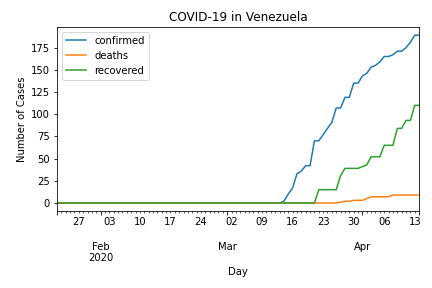 COVID-19 in Venezuela
confirmed
deaths
recovered
Number of Cases
175
150
125
100
75
50
25
0
27 03 10 17 24 02 09 16 23 30 06 13
Feb Mar Apr
2020
Day